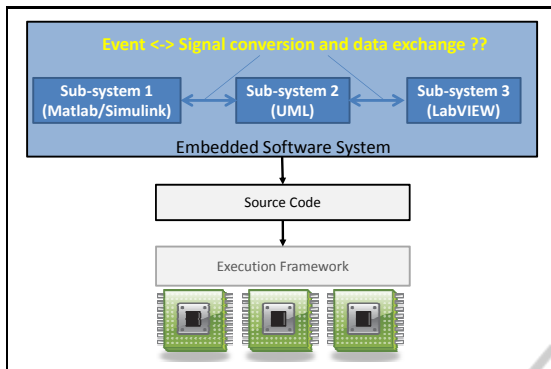 Event <-> Signal conversion and data exchange ??
Sub-system 1
(Matlab/Simulink)
Sub-system 2
(UML)
Sub-system 3
(LabVIEW)
Embedded Software System
Source Code
Execution Framework